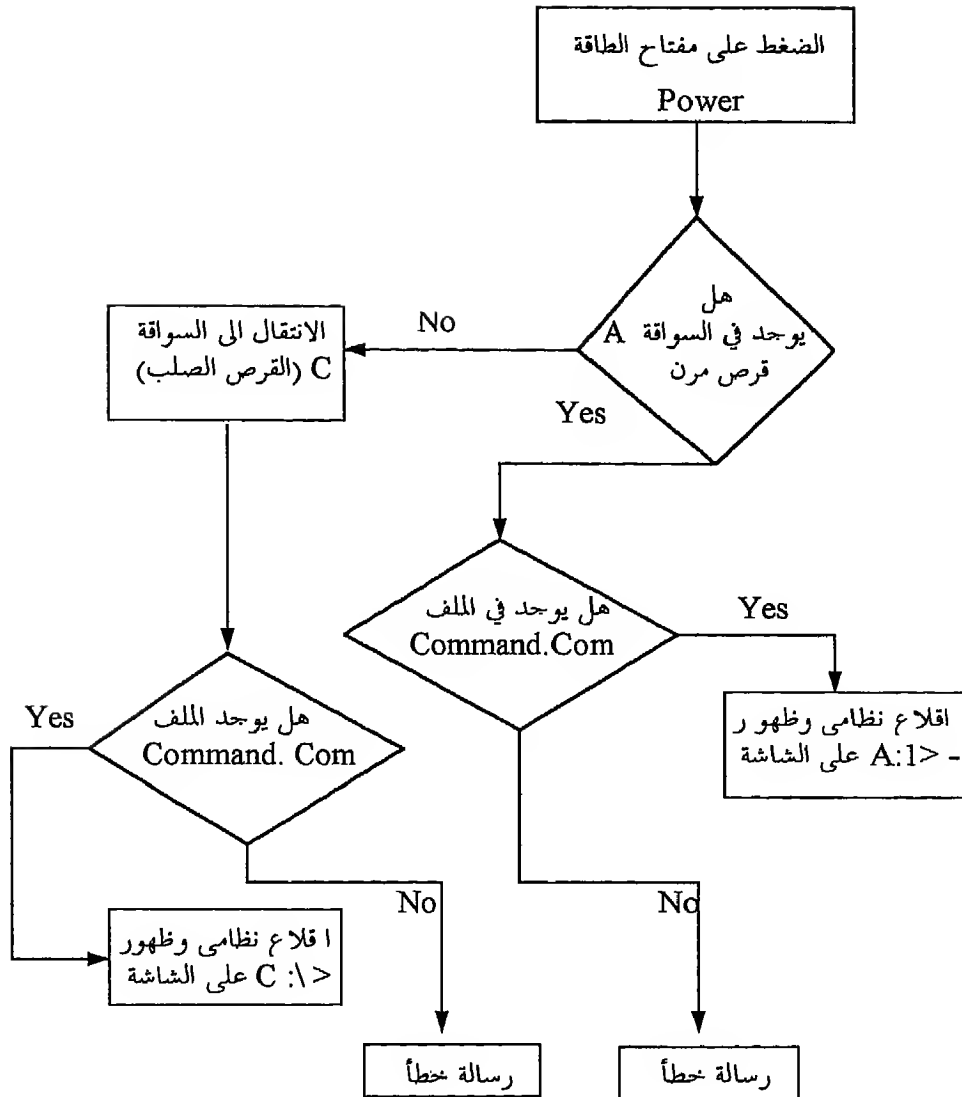 الضغط على مفتاح الطاقة
Power
هل
يوجد في السواقة A
قرص مرن
No
Yes
الانتقال الى السواقة
C (القرص الصلب)
هل يوجد في الملف
Command.Com
Yes
No
اقلاع نظامى وظهور
A:1> - على الشاشة
هل يوجد الملف
Command. Com
Yes
No
اقلاع نظامى وظهور
C :\> على الشاشة
رسالة خطأ
رسالة خطأ